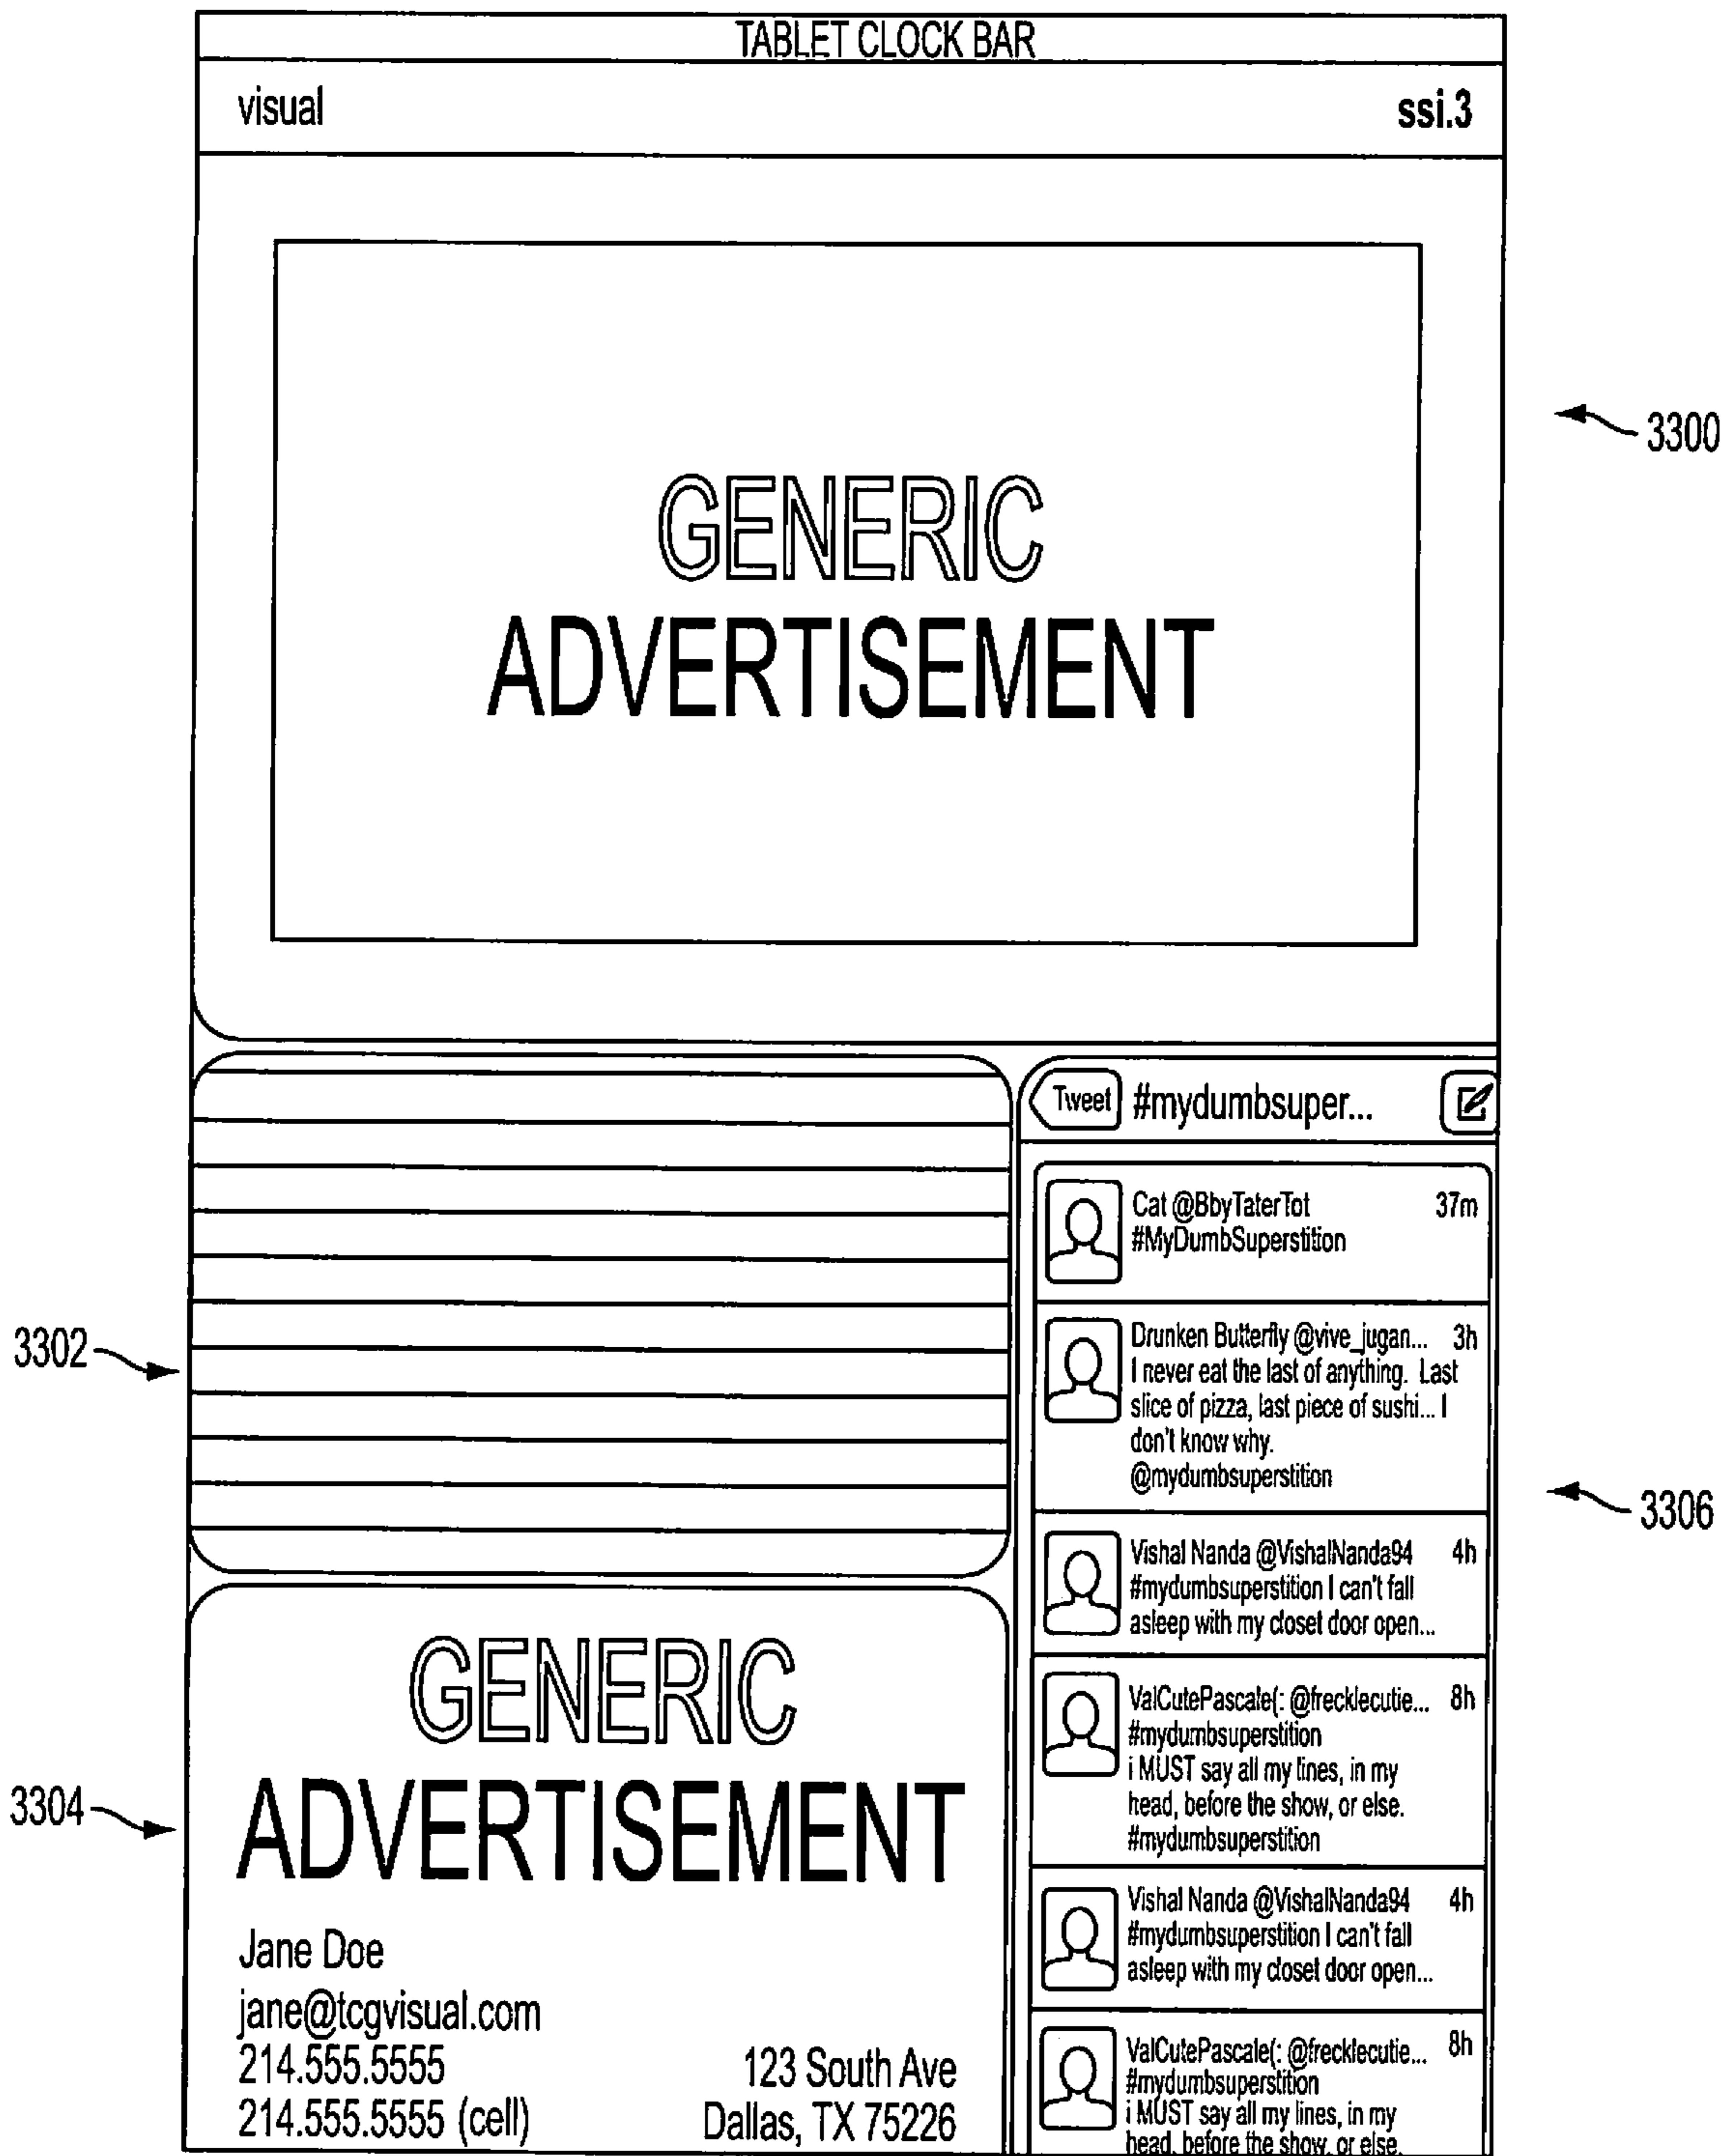 TABLET CLOCK BAR
visual
ssi.3
GENERIC
ADVERTISEMENT
3300
Tweet
#mydumbsuper...
Cat @BbyTaterTot 37m
#MyDumbSuperstition
Drunken Butterfly @vive_jugan... 3h
I never eat the last of anything. Last
slice of pizza, last piece of sushi... I
don't know why.
@mydumbsuperstition
Vishal Nanda @VishalNanda94 4h
#mydumbsuperstition I can't fall
asleep with my closet door open...
ValCutePascale(: @frecklecutie... 8h
#mydumbsuperstition
i MUST say all my lines, in my
head, before the show, or else.
#mydumbsuperstition
Vishal Nanda @VishalNanda94 4h
#mydumbsuperstition I can't fall
asleep with my closet door open...
ValCutePascale(: @frecklecutie... 8h
#mydumbsuperstition
i MUST say all my lines, in my
head, before the show, or else.
3302
3306
3304
GENERIC
ADVERTISEMENT
Jane Doe
jane@tcgvisual.com
214.555.5555
214.555.5555 (cell)
123 South Ave
Dallas, TX 75226